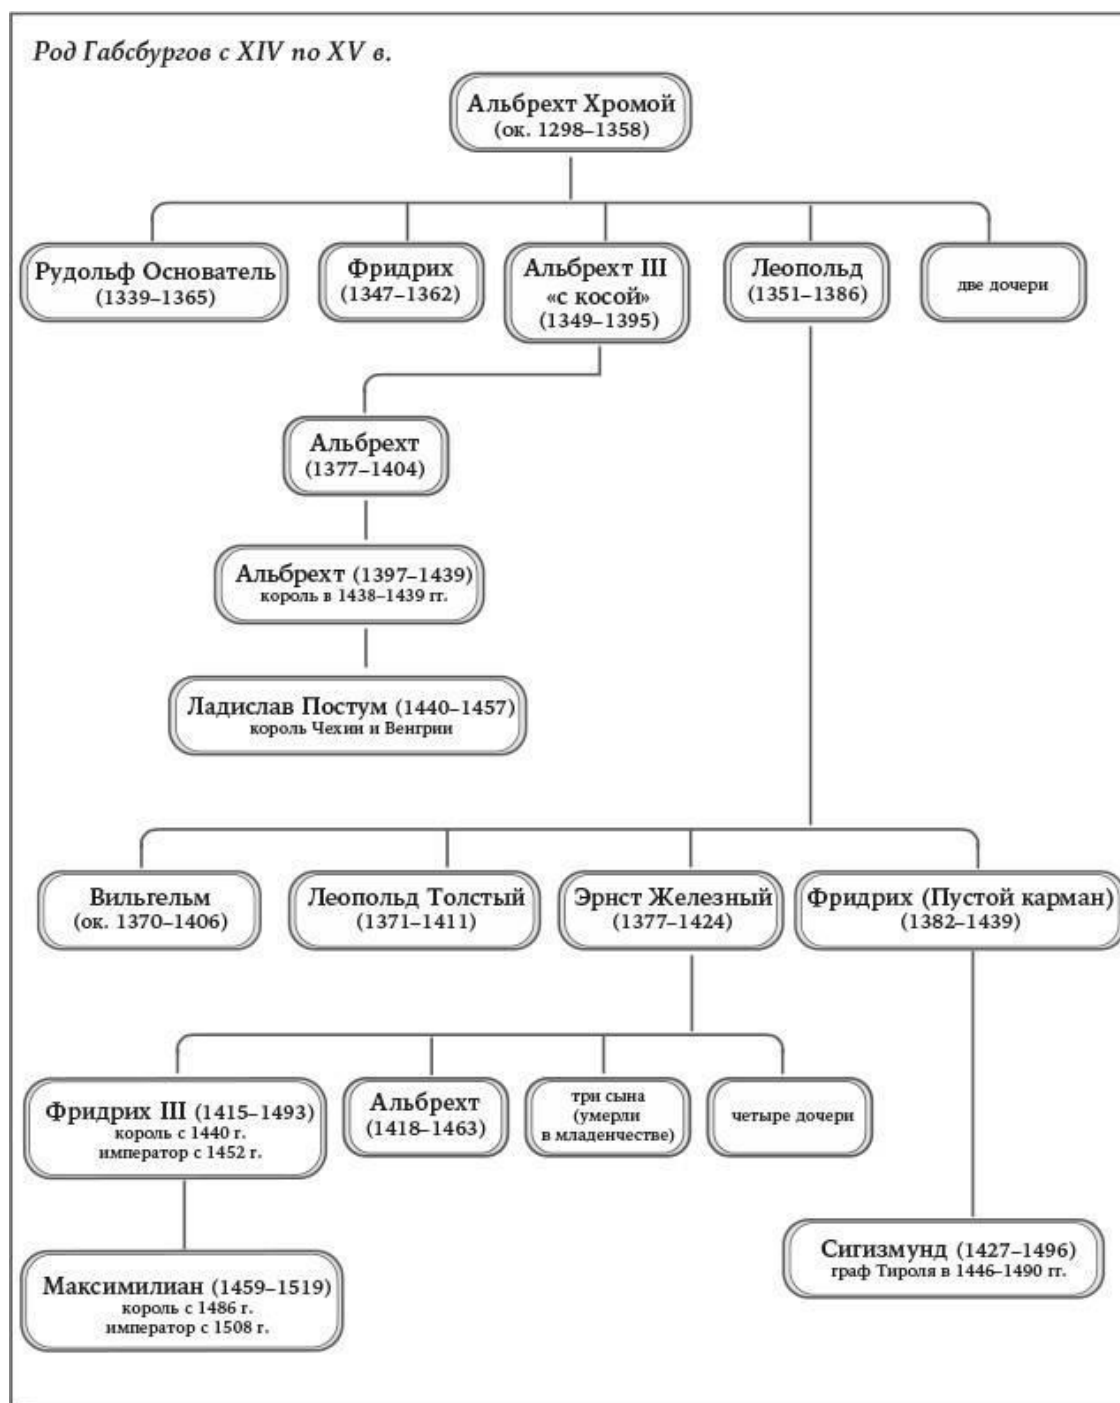 Род Габсбургов с XIV по XV в.
Альбрехт Хромой
(ок. 1298–1358)
Рудольф Основатель
(1339–1365)
Фридрих
(1347–1362)
Альбрехт III
«с косой»
(1349–1395)
Леопольд
(1351–1386)
две дочери
Альбрехт
(1377–1404)
Альбрехт (1397–1439)
король в 1438–1439 гг.
Ладислав Постум (1440–1457)
король Чехин и Венгрии
Вильгельм
(ок. 1370–1406)
Леопольд Толстый
(1371–1411)
Эрнст Железный
(1377–1424)
Фридрих (Пустой карман)
(1382–1439)
Фридрих III (1415–1493)
король с 1440 г.
император с 1452 г.
Альбрехт
(1418–1463)
три сына
(умерли
в младенчестве)
четыре дочери
Сигизмунд (1427–1496)
граф Тироля в 1446–1490 гг.
Максимилиан (1459–1519)
король с 1486 г.
император с 1508 г.